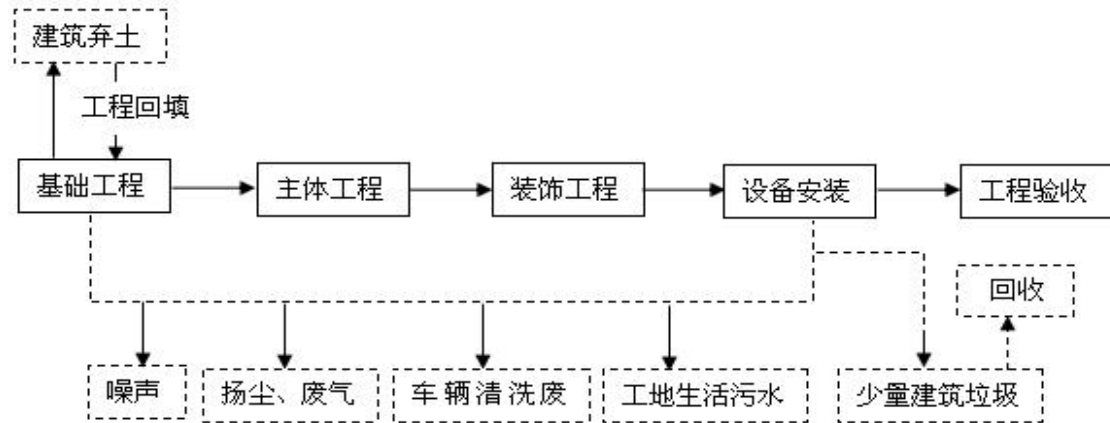 建筑弃土
工程回填
基础工程
主体工程
装饰工程
设备安装
工程验收
回收
噪声
扬尘、废气
车辆清洗废
工地生活污水
少量建筑垃圾